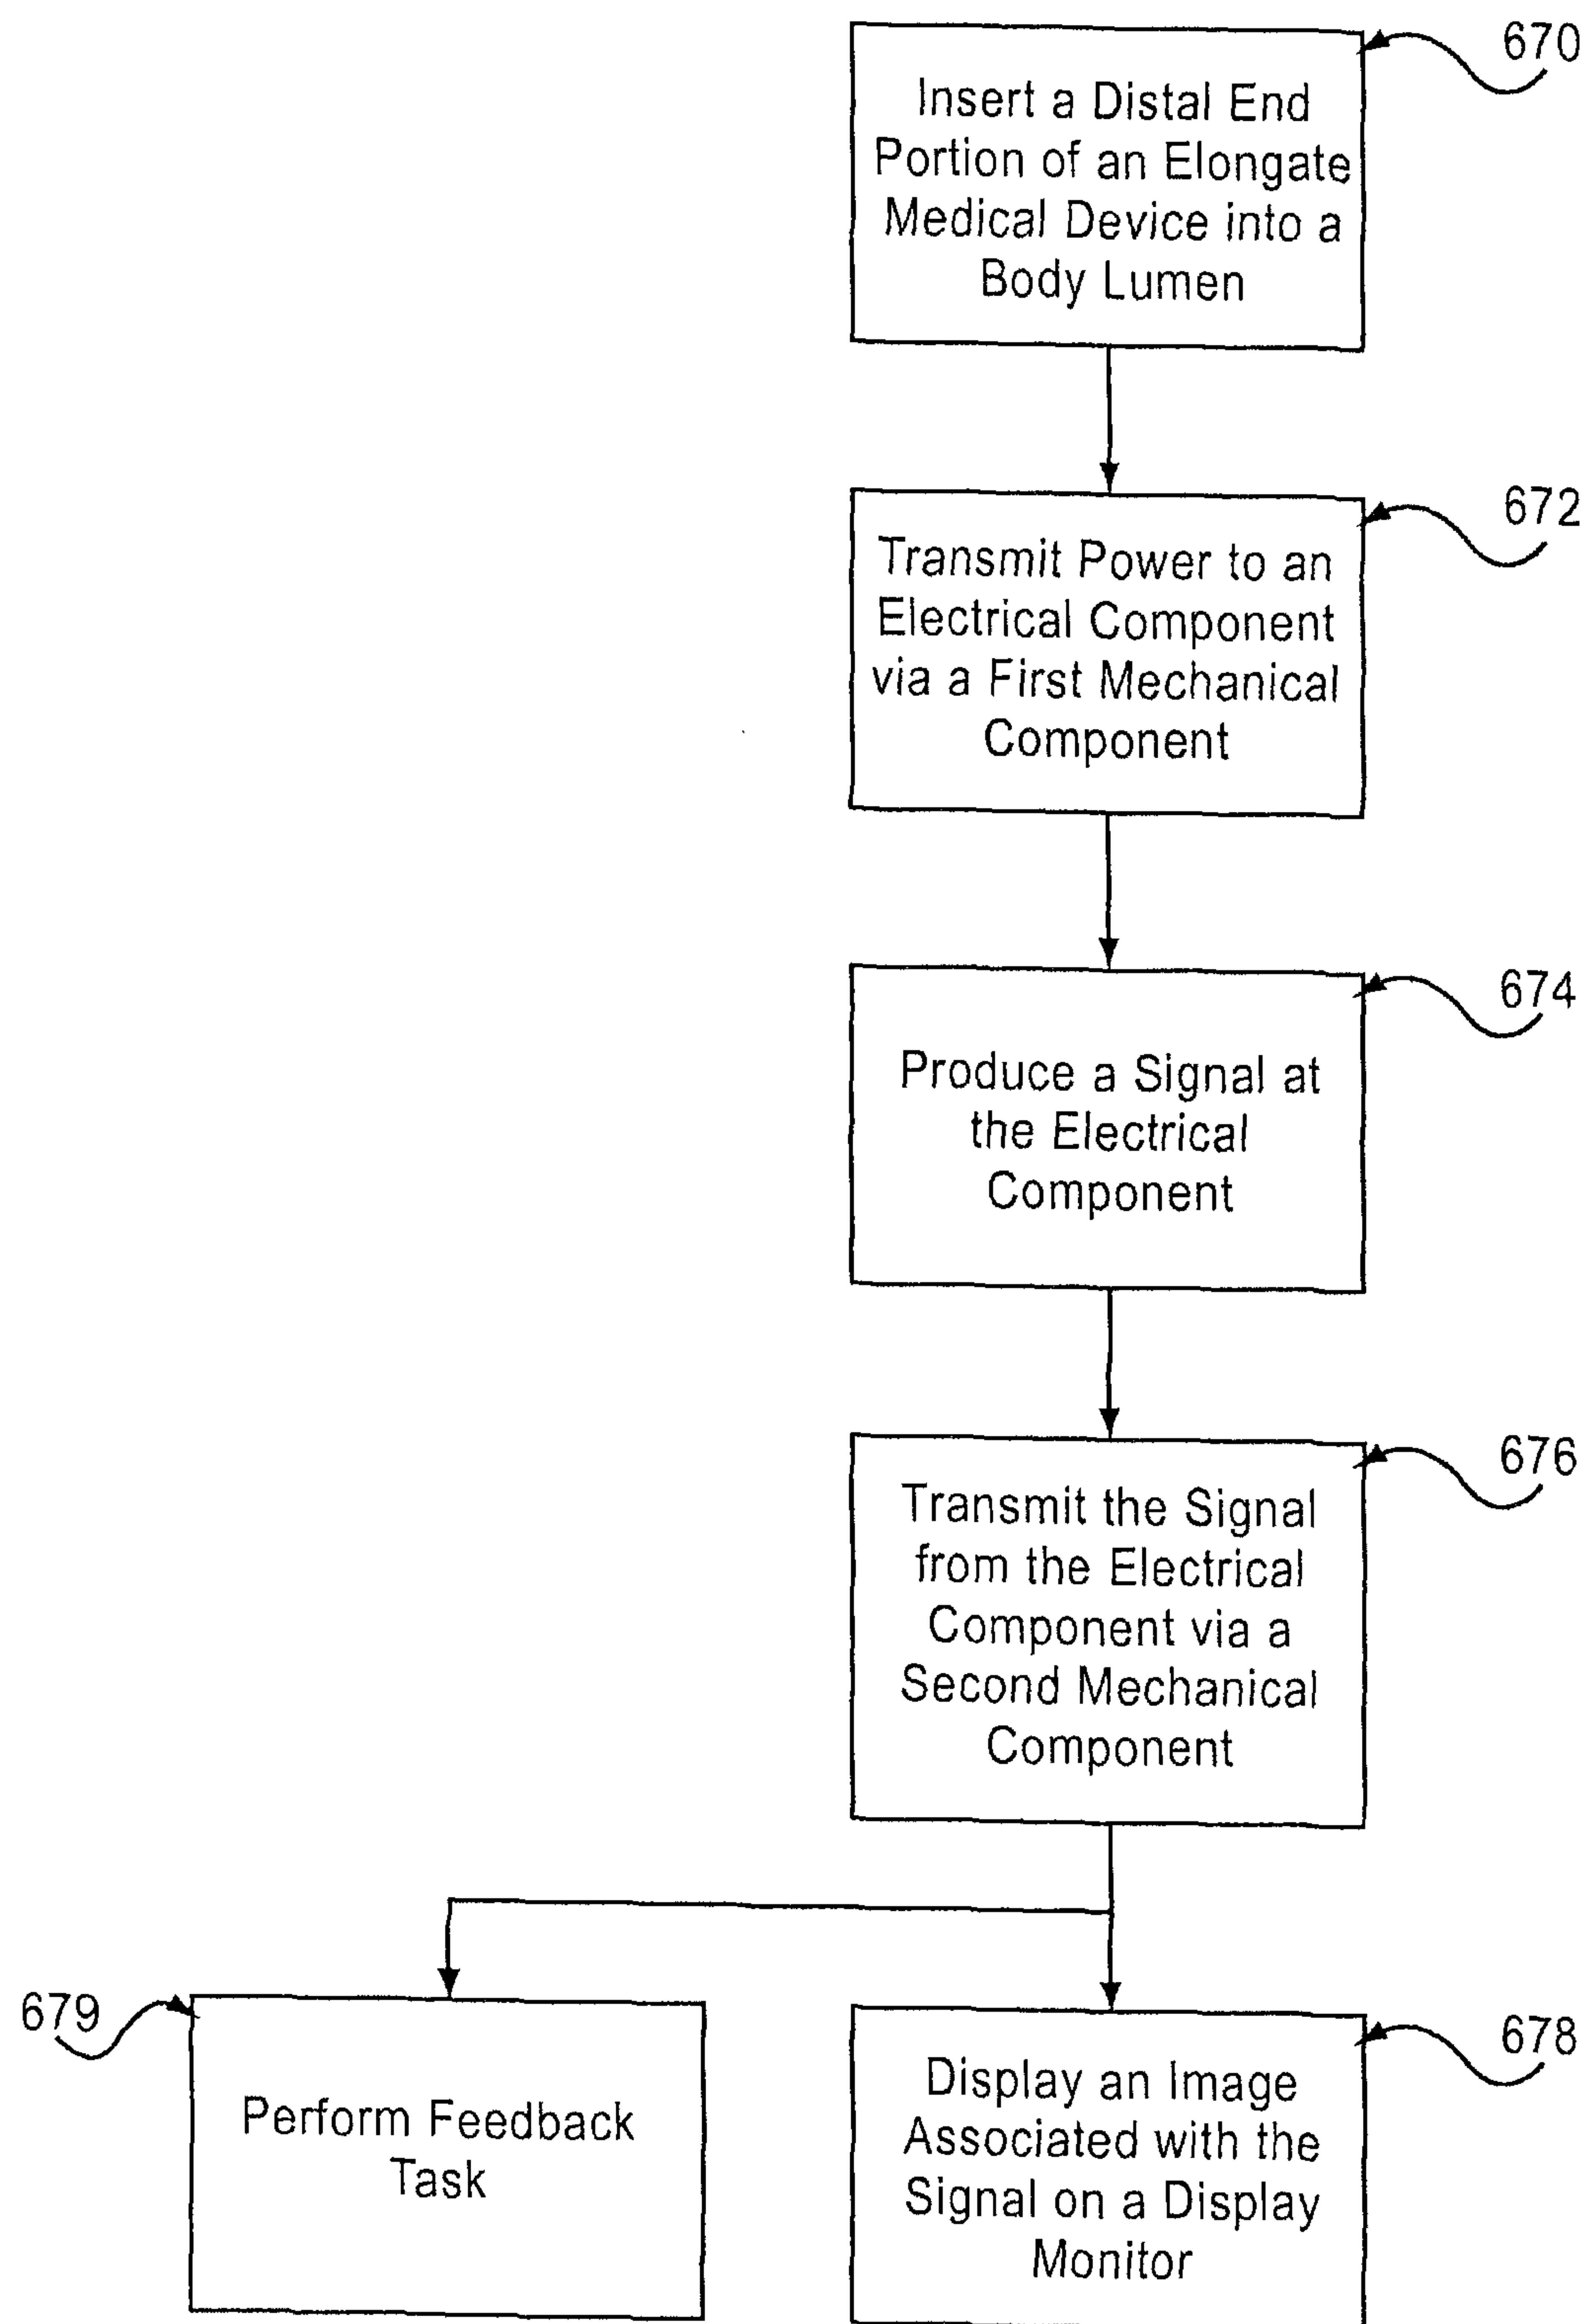 670
Insert a Distal End
Portion of an Elongate
Medical Device into a
Body Lumen
672
Transmit Power to an
Electrical Component
via a First Mechanical
Component
674
Produce a Signal at
the Electrical
Component
676
Transmit the Signal
from the Electrical
Component via a
Second Mechanical
Component
679
Perform Feedback
Task
678
Display an Image
Associated with the
Signal on a Display
Monitor